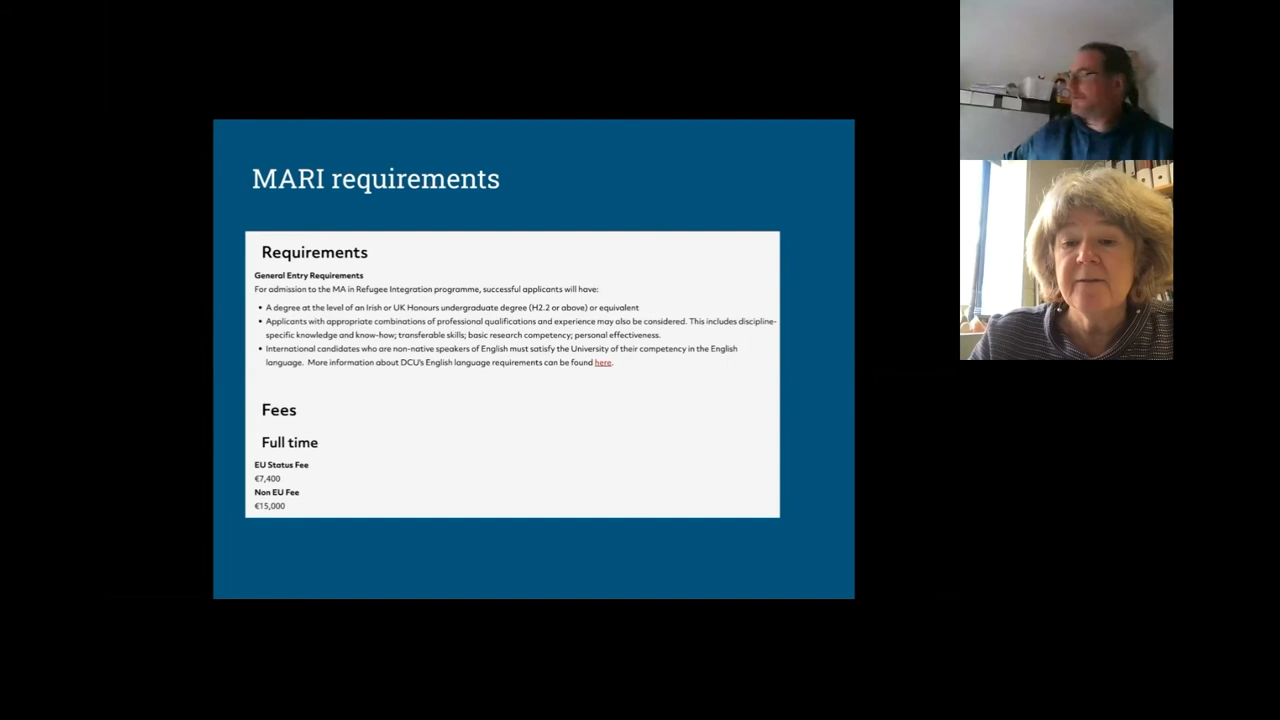 MARI requirements
Requirements
General Entry Requirements
For admission to the MA in Refugee Integration programme, successful applicants will have:
• A degree at the level of an Irish or UK Honours undergraduate degree (H2.2 or above) or equivalent
• Applicants with appropriate combinations of professional qualifications and experience may also be considered. This includes discipline-
specific knowledge and know-how; transferable skills; basic research competency; personal effectiveness.
• International candidates who are non-native speakers of English must satisfy the University of their competency in the English
language. More information about DCU's English language requirements can be found here.
Fees
Full time
EU Status Fee
€7,400
Non EU Fee
€15,000